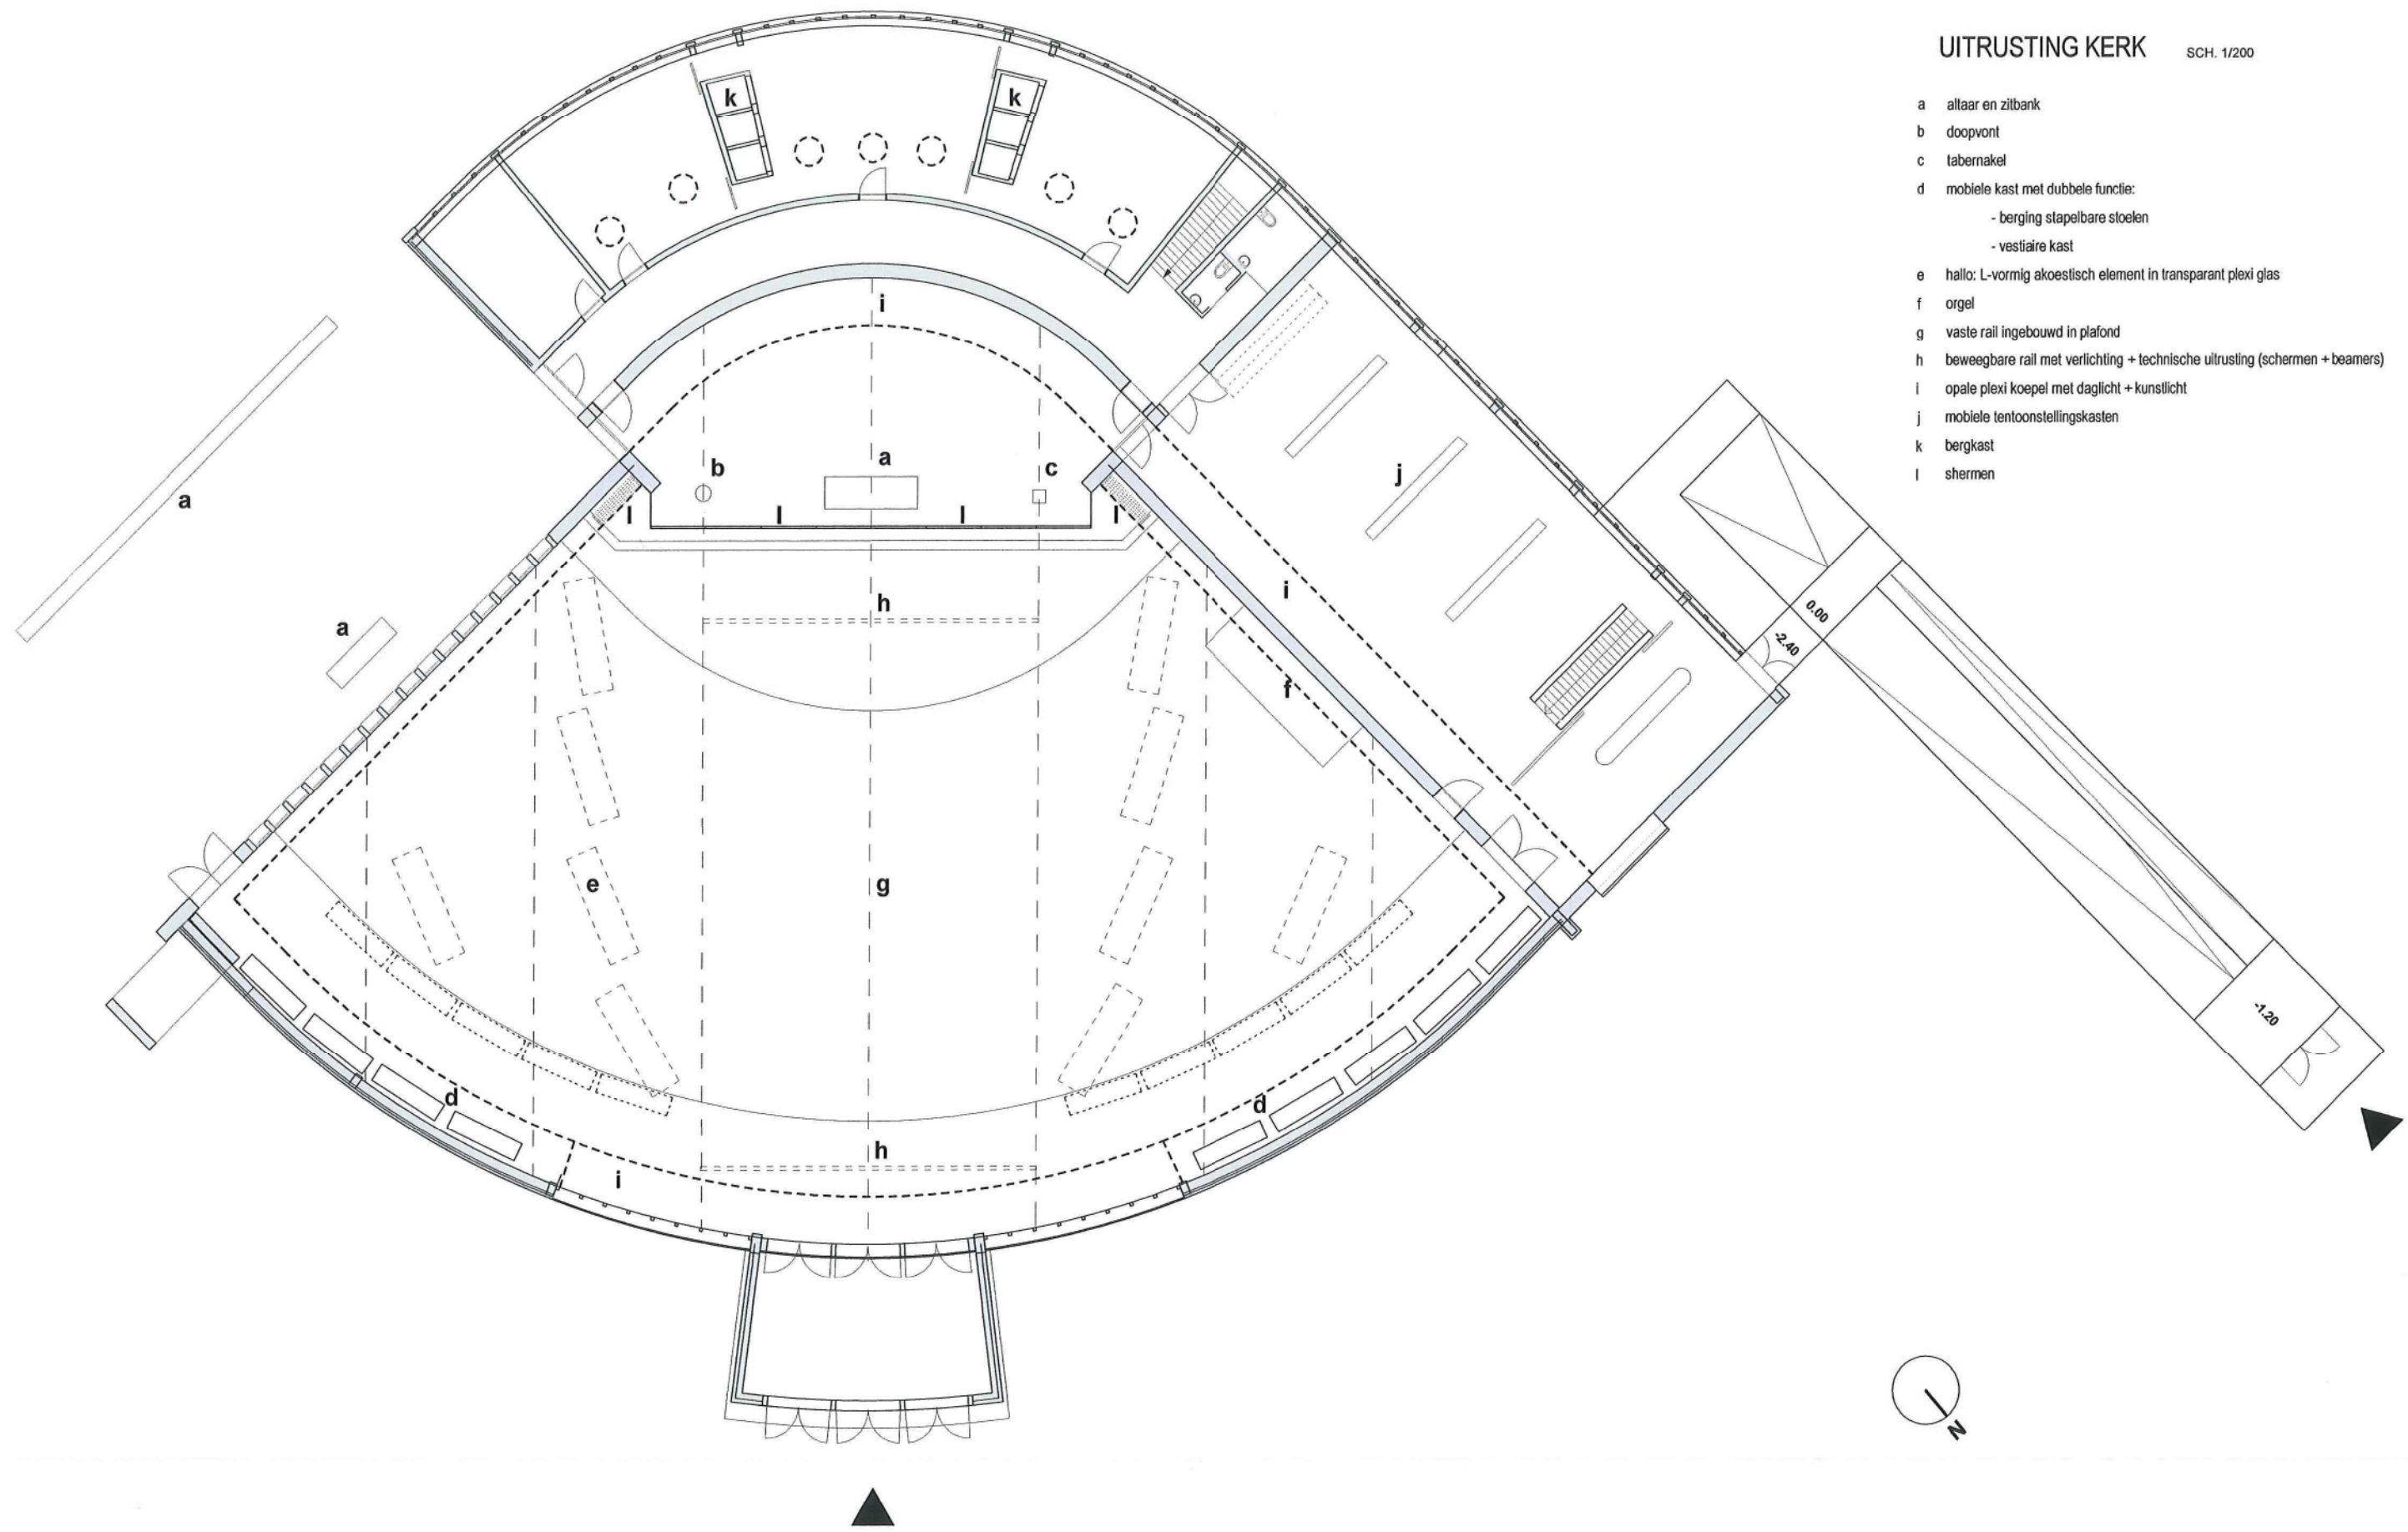 UITRUSTING KERK SCH. 1/200
a altaar en zitbank
b doopvont
c tabernakel
d mobiele kast met dubbele functie:
- berging stapelbare stoelen
- vestiaire kast
e hallo: L-vormig akoestisch element in transparant plexi glas
f orgel
g vaste rail ingebouwd in plafond
h beweegbare rail met verlichting + technische uitrusting (schermen + beamers)
i opale plexi koepel met daglicht + kunstlicht
j mobiele tentoonstellingskasten
k bergkast
l shermen
k k
i
b a c
l l l l
j
a
a
h
i
f
e
g
d
d
h
i
0.00
-2.40
-1.20
N